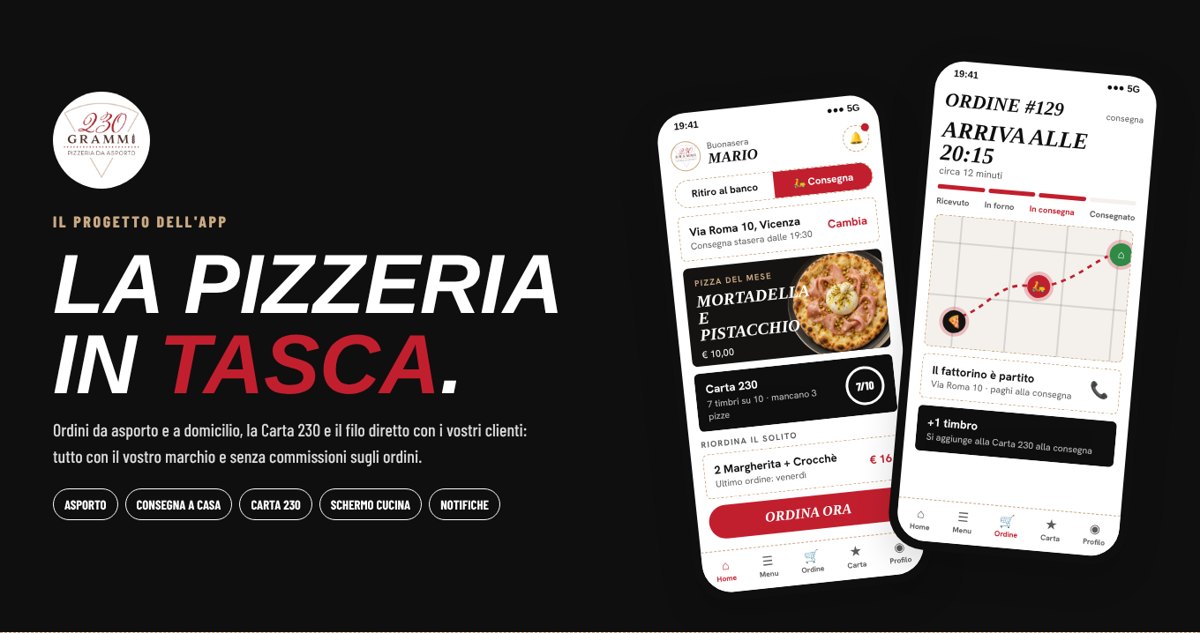 230
GRAMMI
PIZZERIA DA ASPORTO
IL PROGETTO DELL'APP
LA PIZZERIA
IN TASCA.
Ordini da asporto e a domicilio, la Carta 230 e il filo diretto con i vostri clienti:
tutto con il vostro marchio e senza commissioni sugli ordini.
ASPORTO
CONSEGNA A CASA
CARTA 230
SCHERMO CUCINA
NOTIFICHE
19:41
5G
Buonasera
MARIO
Ritiro al banco
Consegna
Via Roma 10, Vicenza
Consegna stasera dalle 19:30
Cambia
PIZZA DEL MESE
MORTADELLA
E
PISTACCHIO
€ 10,00
Carta 230
7 timbri su 10 · mancano 3
pizze
7/10
RIORDINA IL SOLITO
2 Margherita + Crocchè
Ultimo ordine: venerdì
€ 16
ORDINA ORA
Home
Menu
Ordine
Carta
Profilo
19:41
5G
ORDINE #129
consegna
ARRIVA ALLE
20:15
circa 12 minuti
Ricevuto
In forno
In consegna
Consegnato
Il fattorino è partito
Via Roma 10 · paghi alla consegna
+1 timbro
Si aggiunge alla Carta 230 alla consegna
Home
Menu
Ordine
Carta
Profilo